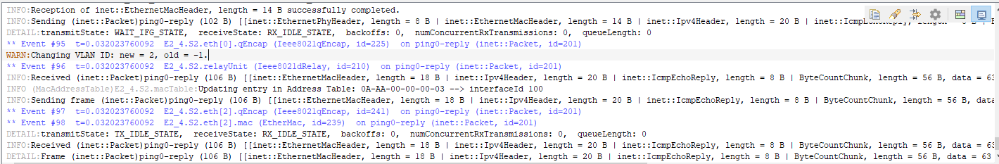 INFO:Reception of inet::EthernetMacHeader, length = 14 B successfully completed.
INFO:Sending (inet::Packet)ping0-reply (102 B) [[inet::EthernetPhyHeader, length = 8 B | inet::EthernetMacHeader, length = 14 B | inet::Ipv4Header, length = 20 B | inet::IcmpEchoReply, length = 8 B
DETAIL:transmitState: WAIT_IFG_STATE,  receiveState: RX_IDLE_STATE,  backoffs: 0,  numConcurrentRxTransmissions: 0,  queueLength: 0
** Event #95  t=0.032023760092  E2_4.S2.eth[0].qEncap (Ieee8021qEncap, id=225)  on ping0-reply (inet::Packet, id=201)
WARN:Changing VLAN ID: new = 2, old = -1.
** Event #96  t=0.032023760092  E2_4.S2.relayUnit (Ieee8021dRelay, id=210)  on ping0-reply (inet::Packet, id=201)
INFO:Received (inet::Packet)ping0-reply (106 B) [[inet::EthernetMacHeader, length = 18 B | inet::Ipv4Header, length = 20 B | inet::IcmpEchoReply, length = 8 B | ByteCountChunk, length = 56 B, data = 63
INFO (MacAddressTable)E2_4.S2.macTable:Updating entry in Address Table: 0A-AA-00-00-00-03 --> interfaceId 100
INFO:Sending frame (inet::Packet)ping0-reply (106 B) [[inet::EthernetMacHeader, length = 18 B | inet::Ipv4Header, length = 20 B | inet::IcmpEchoReply, length = 8 B | ByteCountChunk, length = 56 B, data
** Event #97  t=0.032023760092  E2_4.S2.eth[2].qEncap (Ieee8021qEncap, id=241)  on ping0-reply (inet::Packet, id=201)
** Event #98  t=0.032023760092  E2_4.S2.eth[2].mac (EtherMac, id=239)  on ping0-reply (inet::Packet, id=201)
DETAIL:transmitState: TX_IDLE_STATE,  receiveState: RX_IDLE_STATE,  backoffs: 0,  numConcurrentRxTransmissions: 0,  queueLength: 0
INFO:Received (inet::Packet)ping0-reply (106 B) [[inet::EthernetMacHeader, length = 18 B | inet::Ipv4Header, length = 20 B | inet::IcmpEchoReply, length = 8 B | ByteCountChunk, length = 56 B, data = 63
DETAIL:Frame (inet::Packet)ping0-reply (106 B) [[inet::EthernetMacHeader, length = 18 B | inet::Ipv4Header, length = 20 B | inet::IcmpEchoReply, length = 8 B | ByteCountChunk, length = 56 B, data = 63